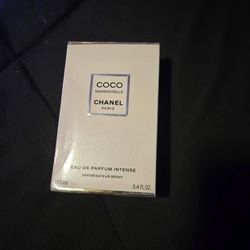 COCO
MADEMOISELLE
CHANEL
PARIS
EAU DE PARFUM INTENSE
VAPORISATEUR SPRAY
100 ml
3.4 FL. OZ.